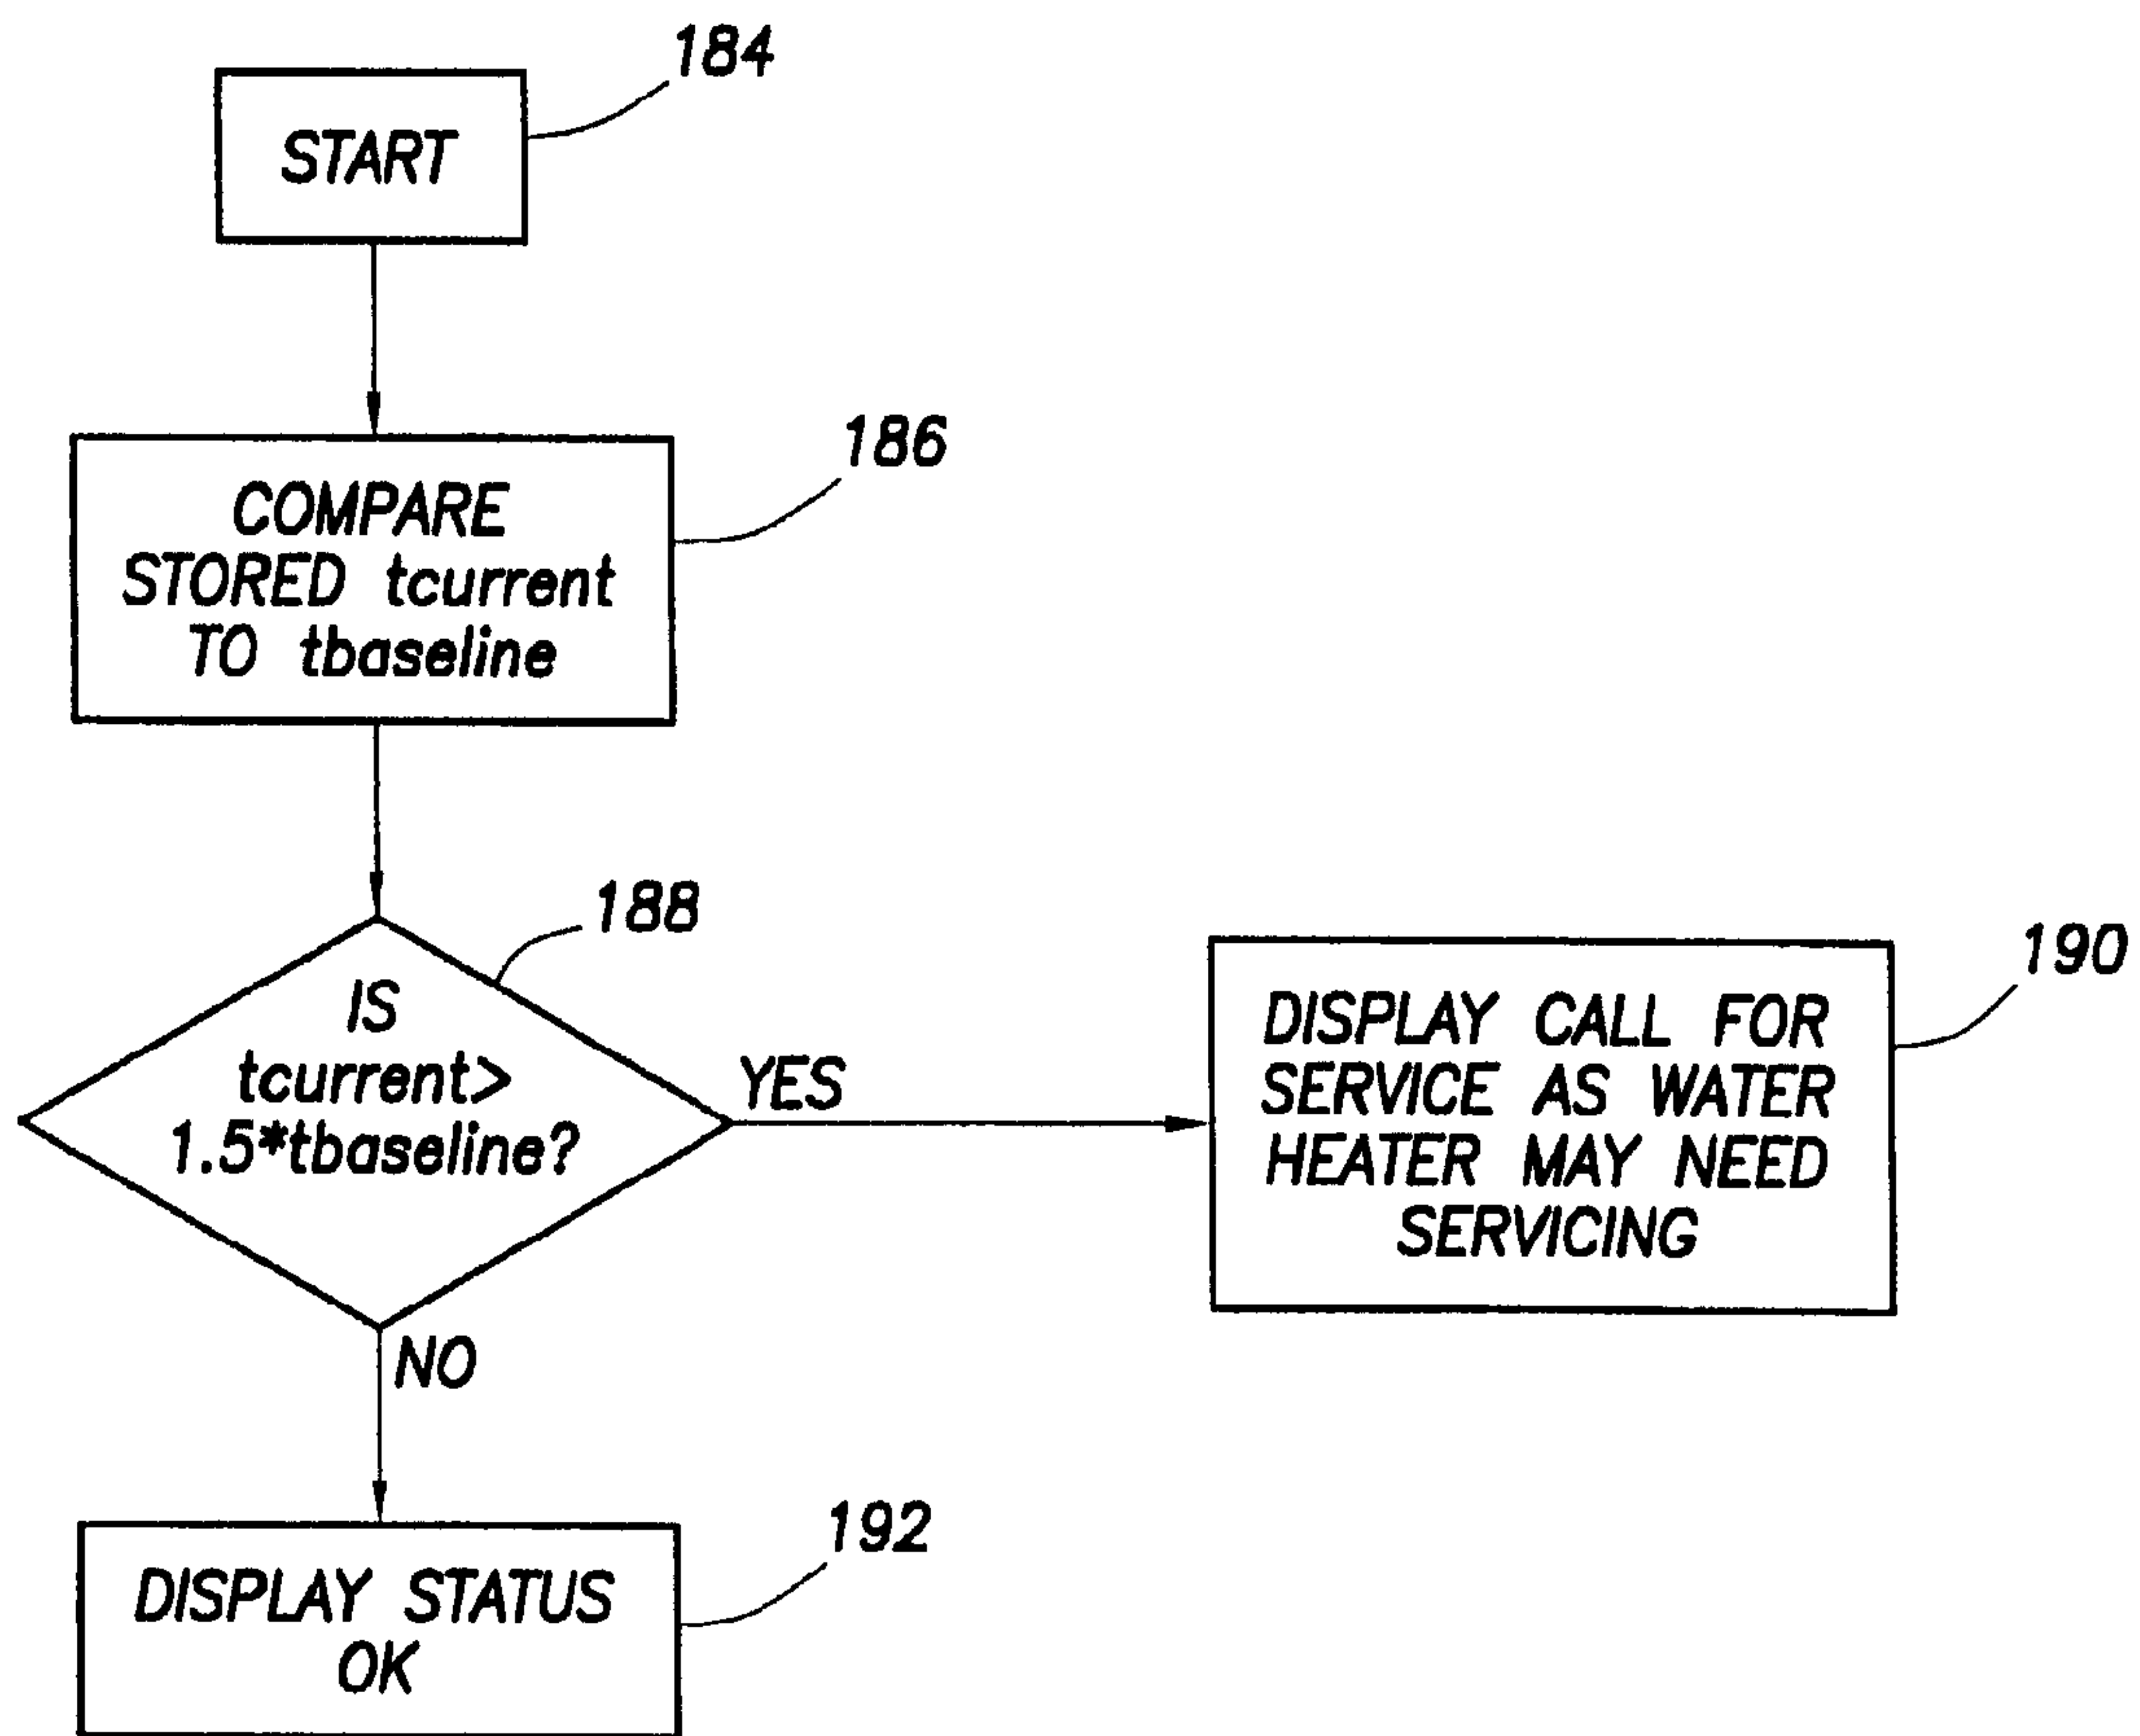 184
START
186
COMPARE
STORED tcurrent
TO tbaseline
188
IS
tcurrent>
1.5*tbaseline?
YES
190
DISPLAY CALL FOR
SERVICE AS WATER
HEATER MAY NEED
SERVICING
NO
192
DISPLAY STATUS
OK